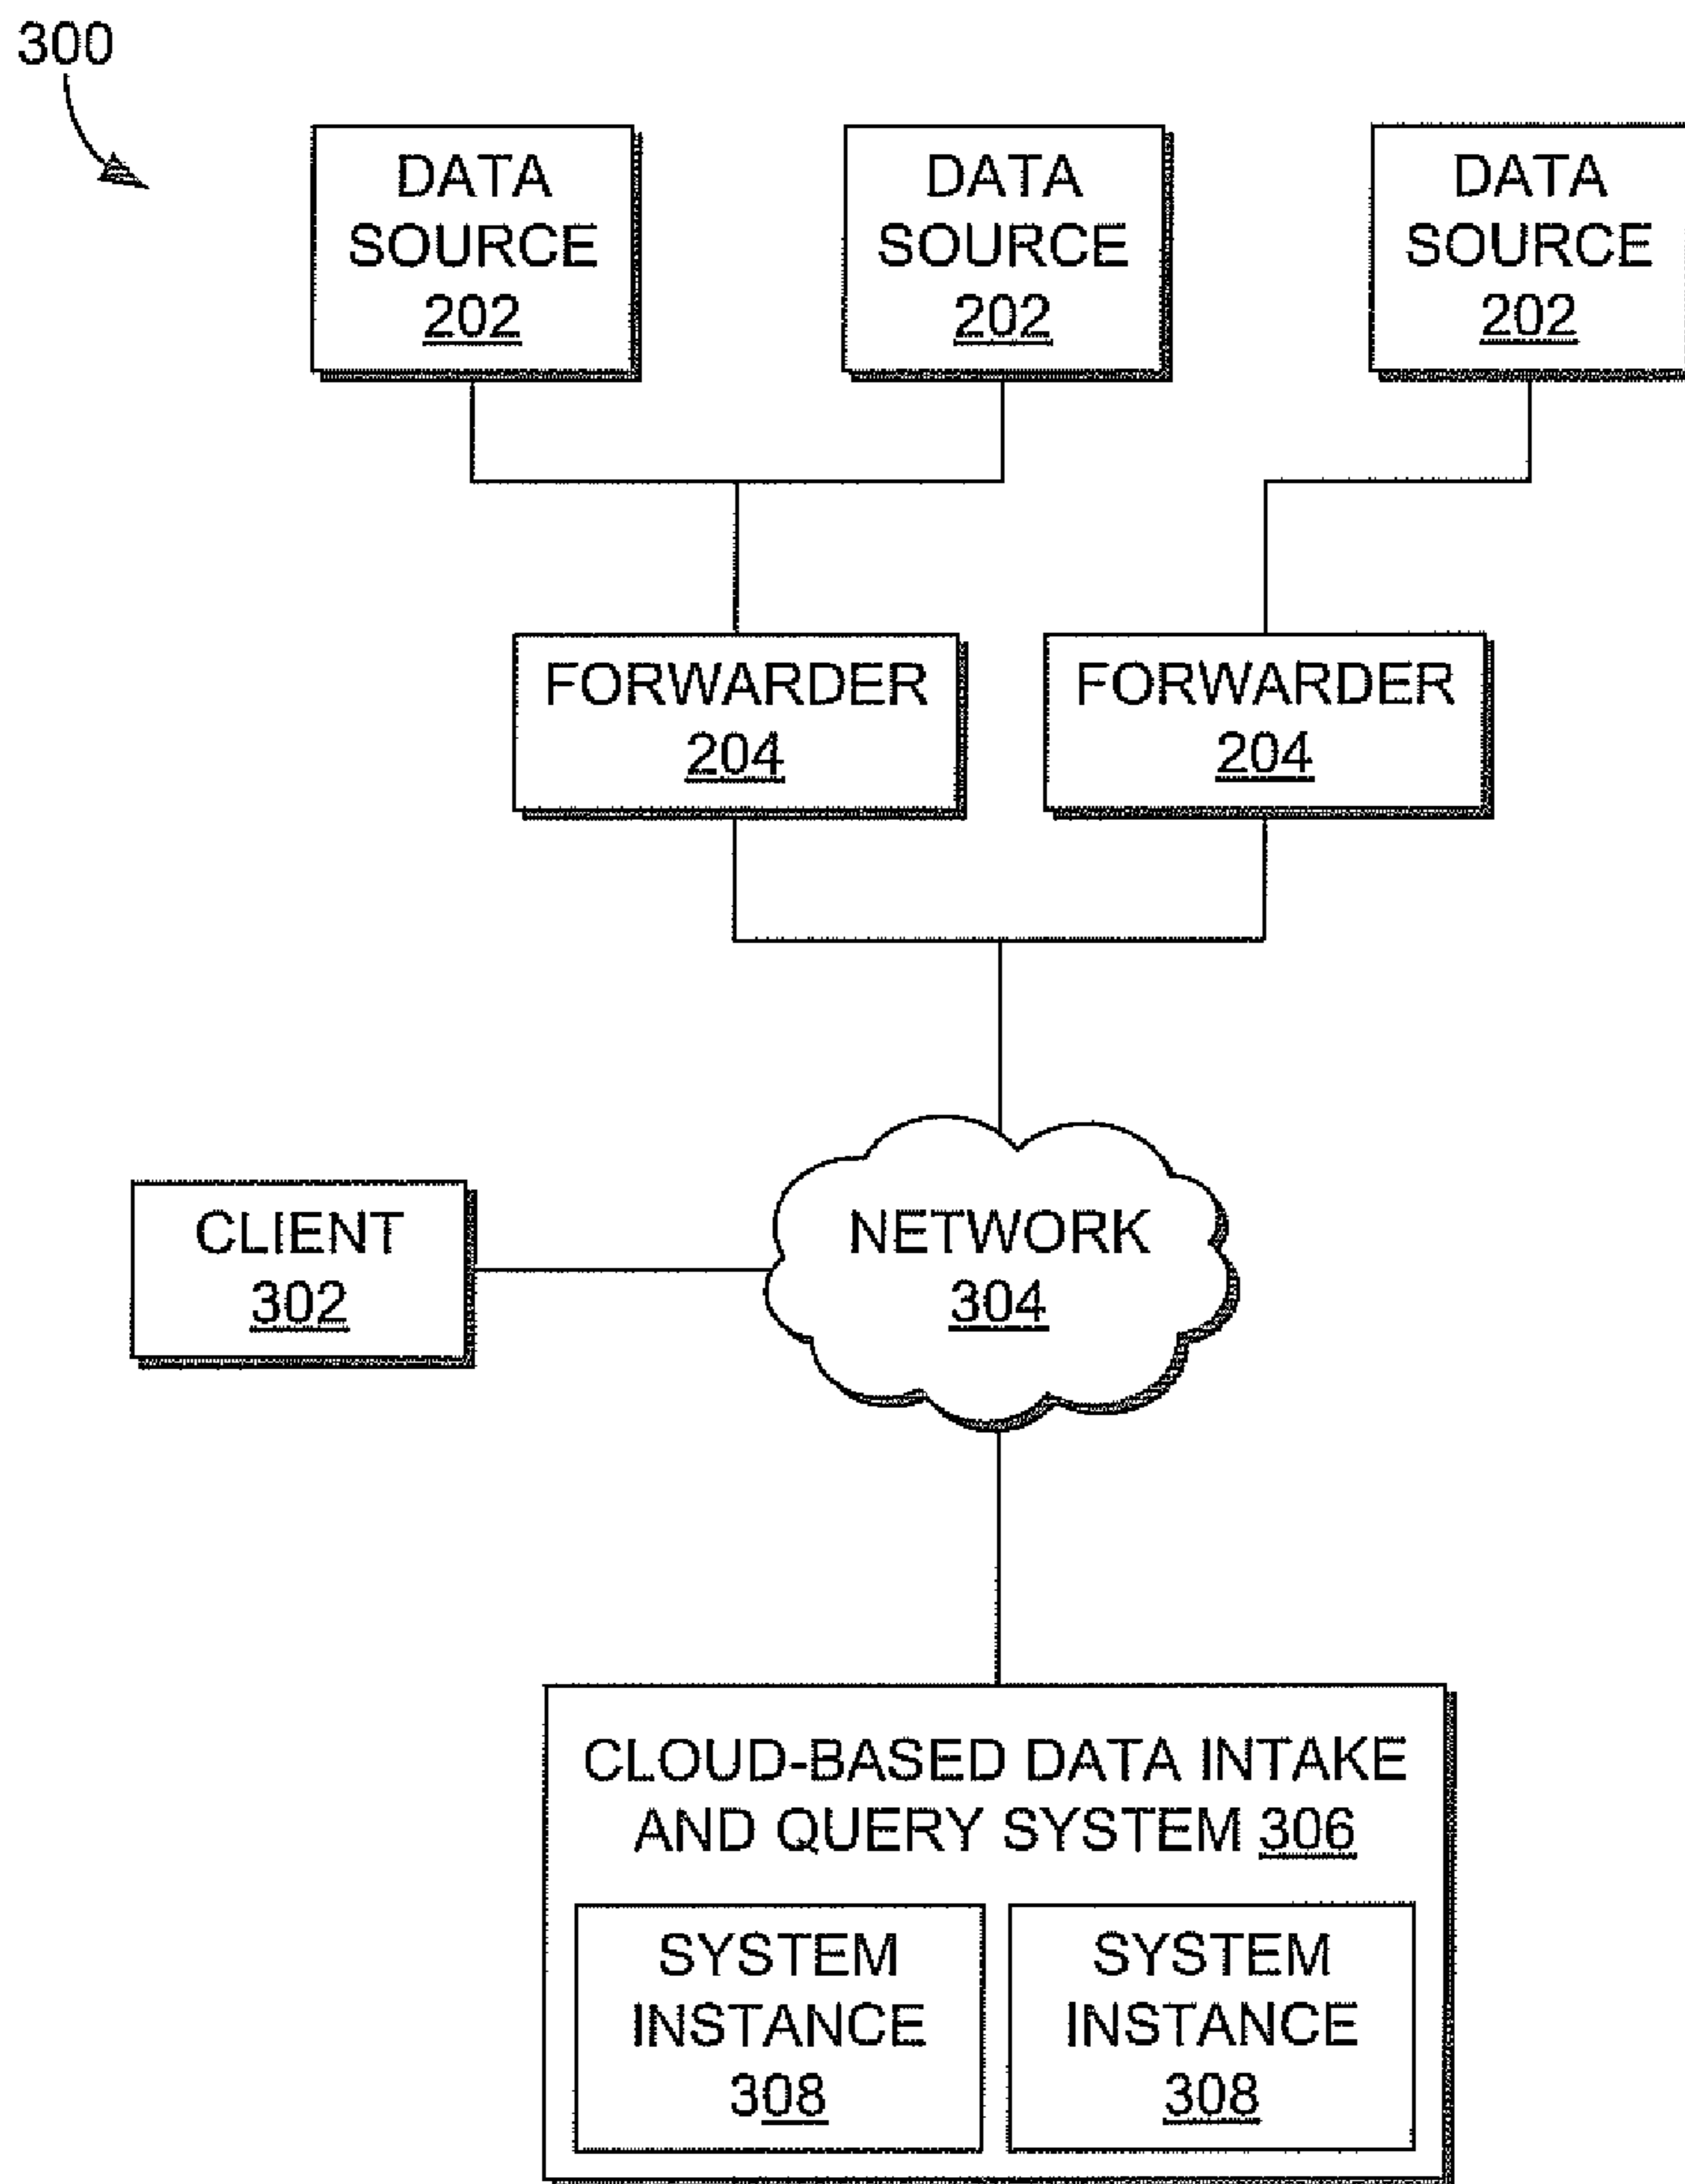 300
DATA
SOURCE
202
DATA
SOURCE
202
DATA
SOURCE
202
FORWARDER
204
FORWARDER
204
CLIENT
302
NETWORK
304
CLOUD-BASED DATA INTAKE
AND QUERY SYSTEM 306
SYSTEM
INSTANCE
308
SYSTEM
INSTANCE
308